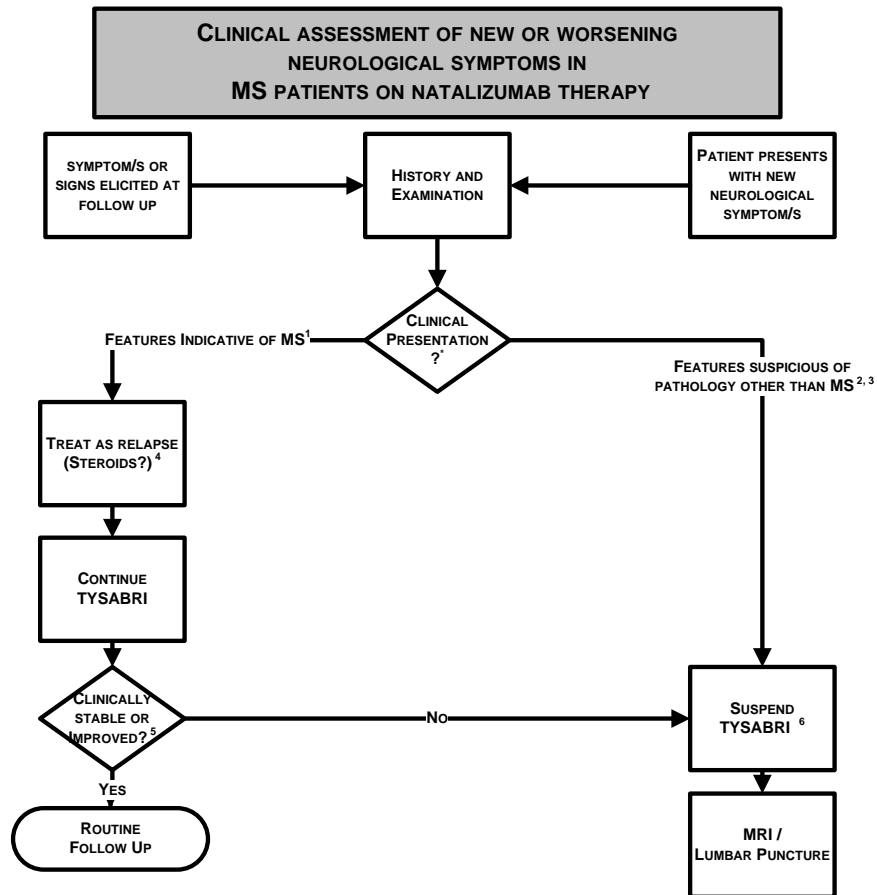 CLINICAL ASSESSMENT OF NEW OR WORSENING
NEUROLOGICAL SYMPTOMS IN
MS PATIENTS ON NATALIZUMAB THERAPY
SYMPTOM/S OR
SIGNS ELICITED AT
FOLLOW UP
HISTORY AND
EXAMINATION
PATIENT PRESENTS
WITH NEW
NEUROLOGICAL
SYMPTOM/S
CLINICAL
PRESENTATION
?*
FEATURES INDICATIVE OF MS¹
FEATURES SUSPICIOUS OF
PATHOLOGY OTHER THAN MS²,³
TREAT AS RELAPSE
(STEROIDS?)⁴
CONTINUE
TYSABRI
CLINICALLY
STABLE OR
IMPROVED?⁵
NO
SUSPEND
TYSABRI ⁶
YES
ROUTINE
FOLLOW UP
MRI /
LUMBAR PUNCTURE